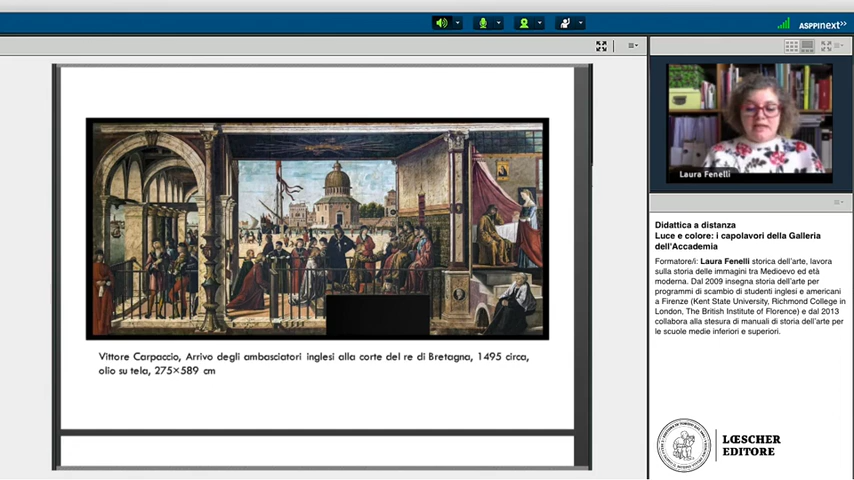 ASPPInext>>
Laura Fenelli
Vittore Carpaccio, Arrivo degli ambasciatori inglesi alla corte del re di Bretagna, 1495 circa,
olio su tela, 275×589 cm
Didattica a distanza
Luce e colore: i capolavori della Galleria
dell'Accademia
Formatore/i: Laura Fenelli storica dell'arte, lavora
sulla storia delle immagini tra Medioevo ed età
moderna. Dal 2009 insegna storia dell'arte per
programmi di scambio di studenti inglesi e americani
a Firenze (Kent State University, Richmond College in
London, The British Institute of Florence) e dal 2013
collabora alla stesura di manuali di storia dell'arte per
le scuole medie inferiori e superiori.
LŒSCHER
EDITORE